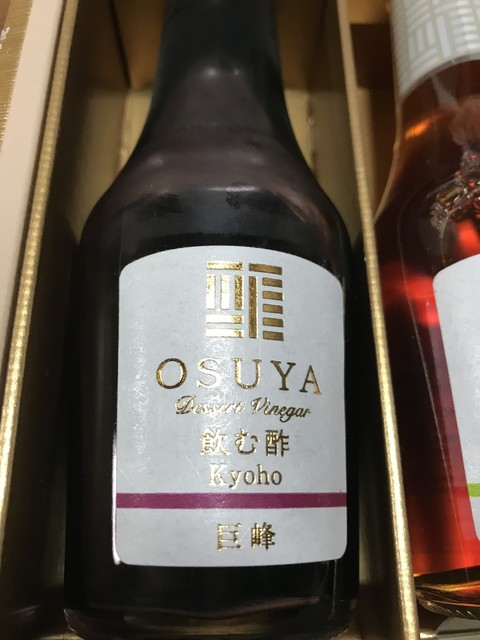 OSUYA
Dessert Vinegar
飲む酢
Kyoho
巨峰